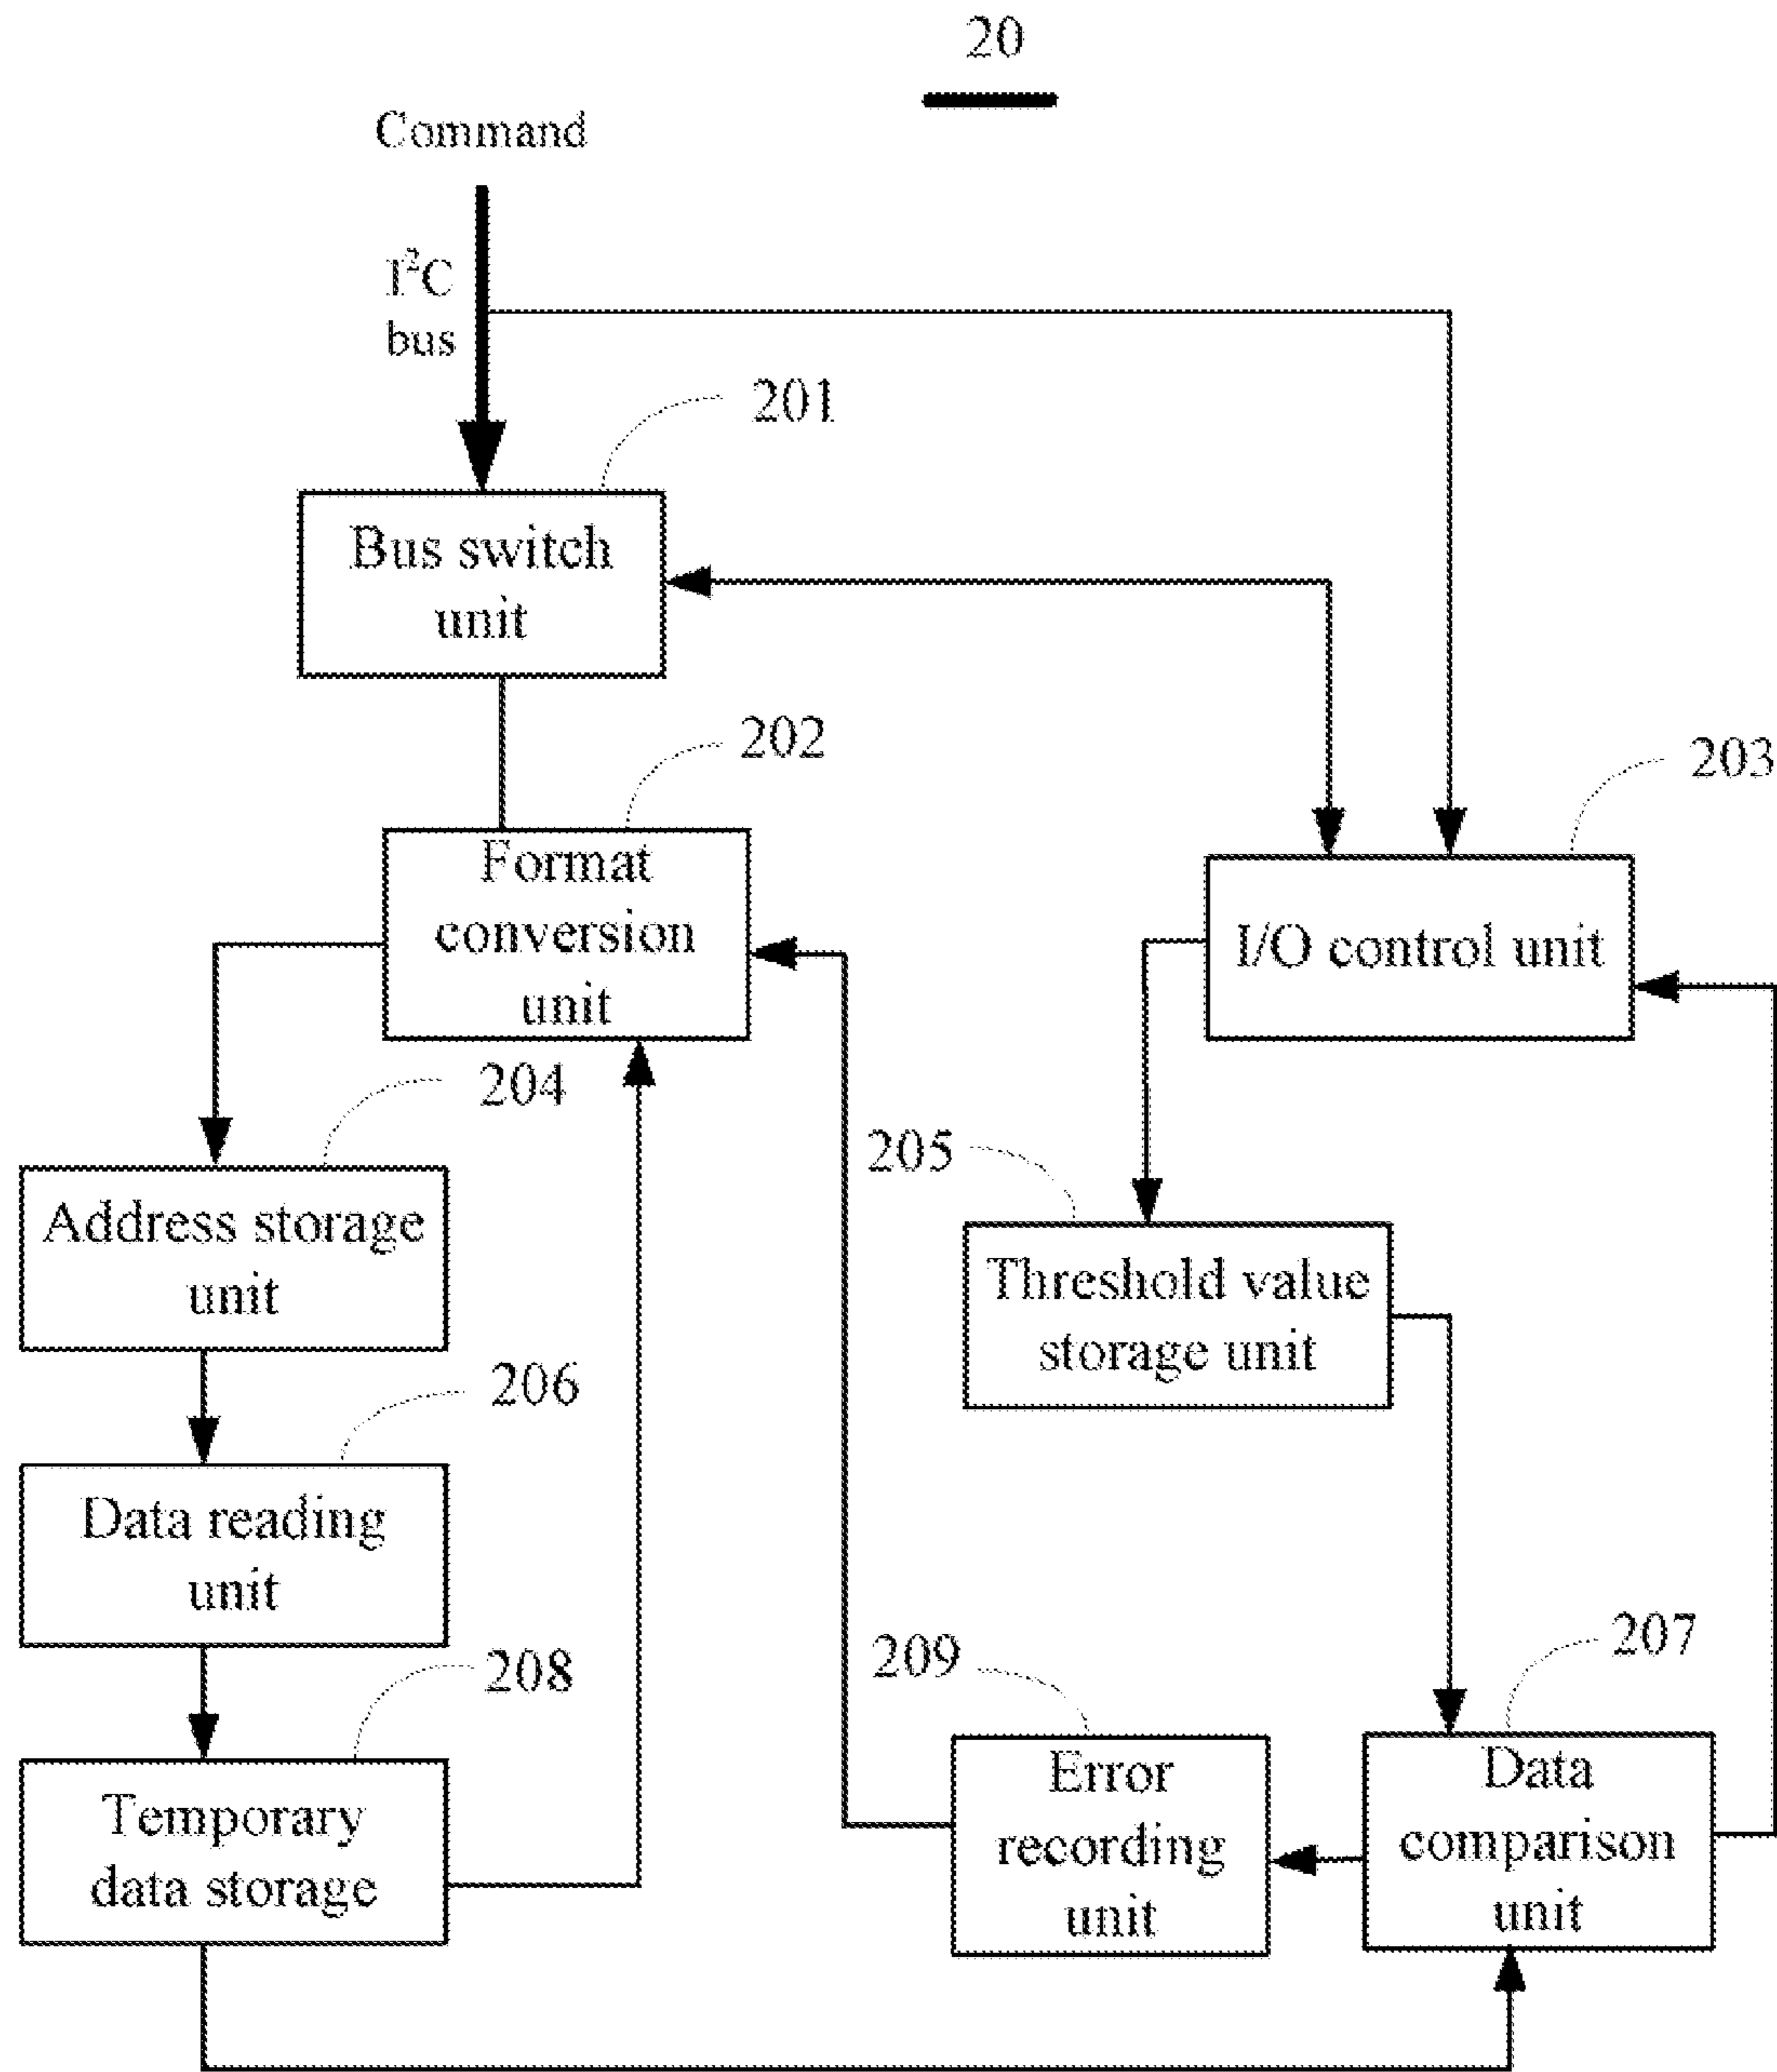 20
Command
I²C
bus
201
Bus switch
unit
202
Format
conversion
unit
203
I/O control unit
204
Address storage
unit
205
Threshold value
storage unit
206
Data reading
unit
207
Data
comparison
unit
208
Temporary
data storage
209
Error
recording
unit